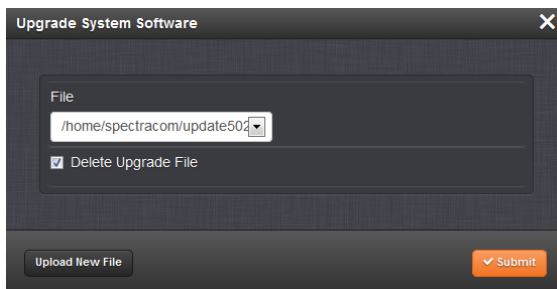 Upgrade System Software
File
/home/spectracom/update502
Delete Upgrade File
Upload New File
Submit